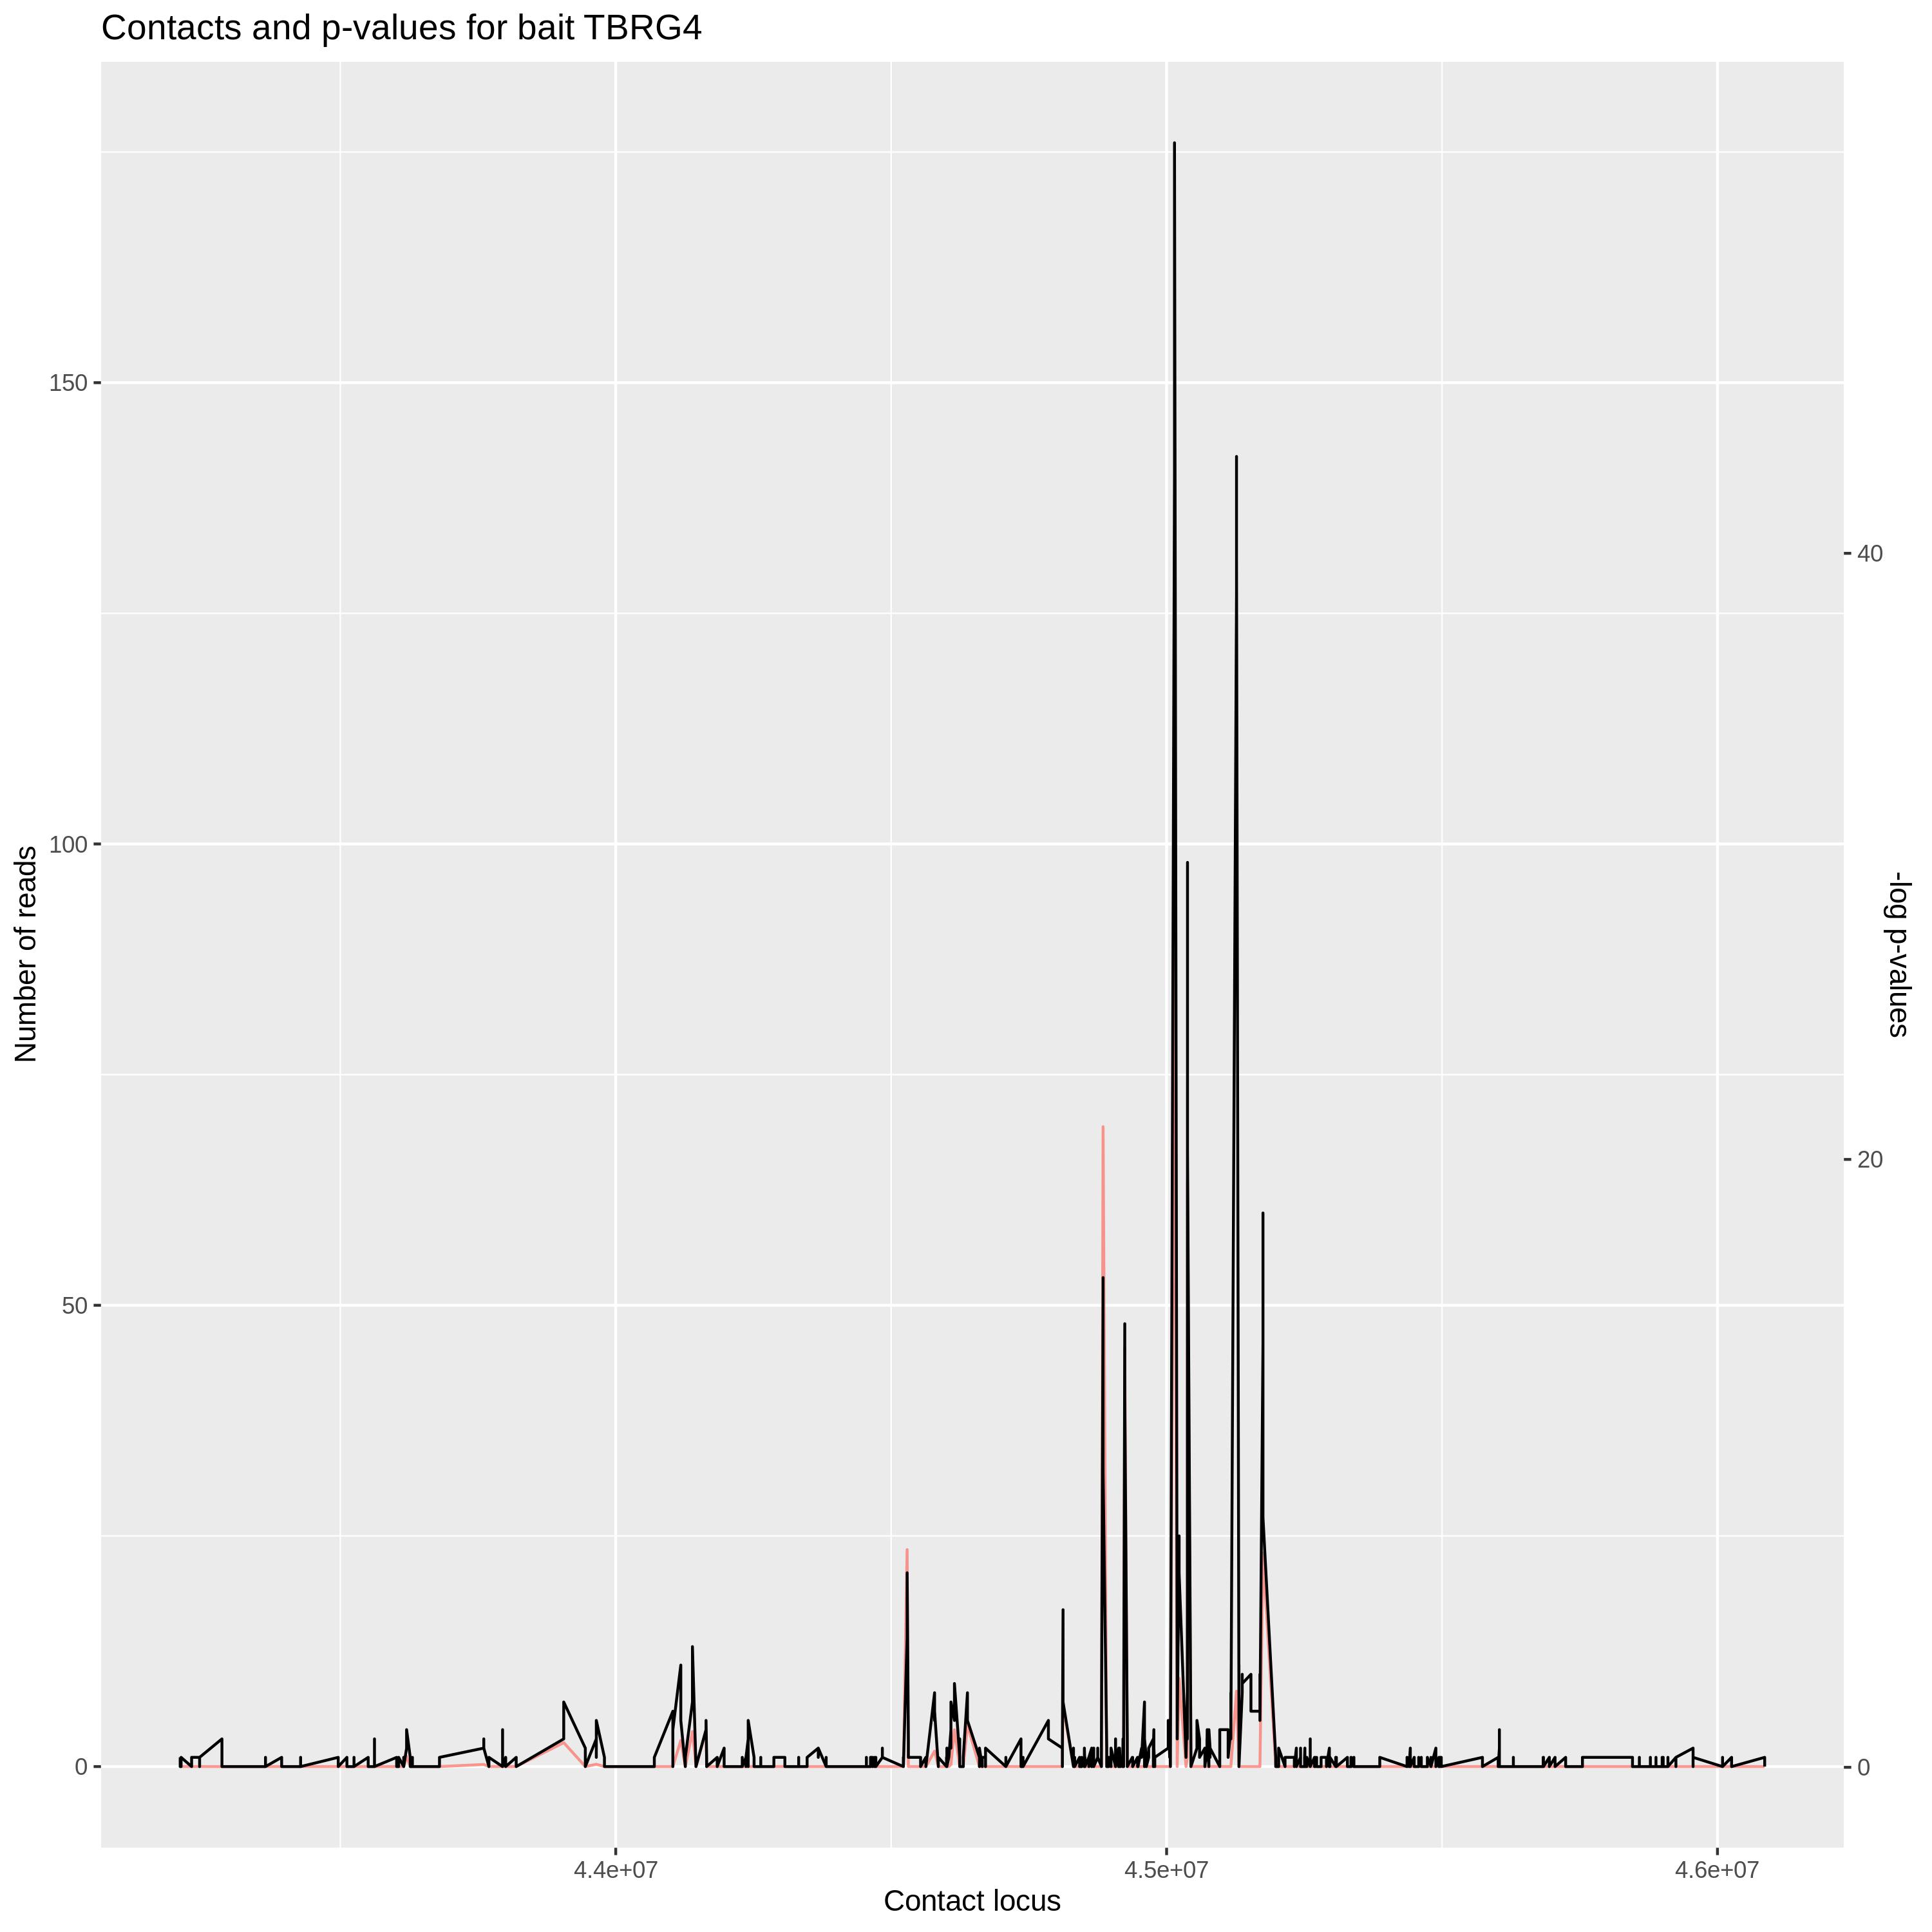 Contacts and p-values for bait TBRG4
150
100
50
0
Number of reads
40
20
0
-log p-values
4.4e+07
4.5e+07
4.6e+07
Contact locus